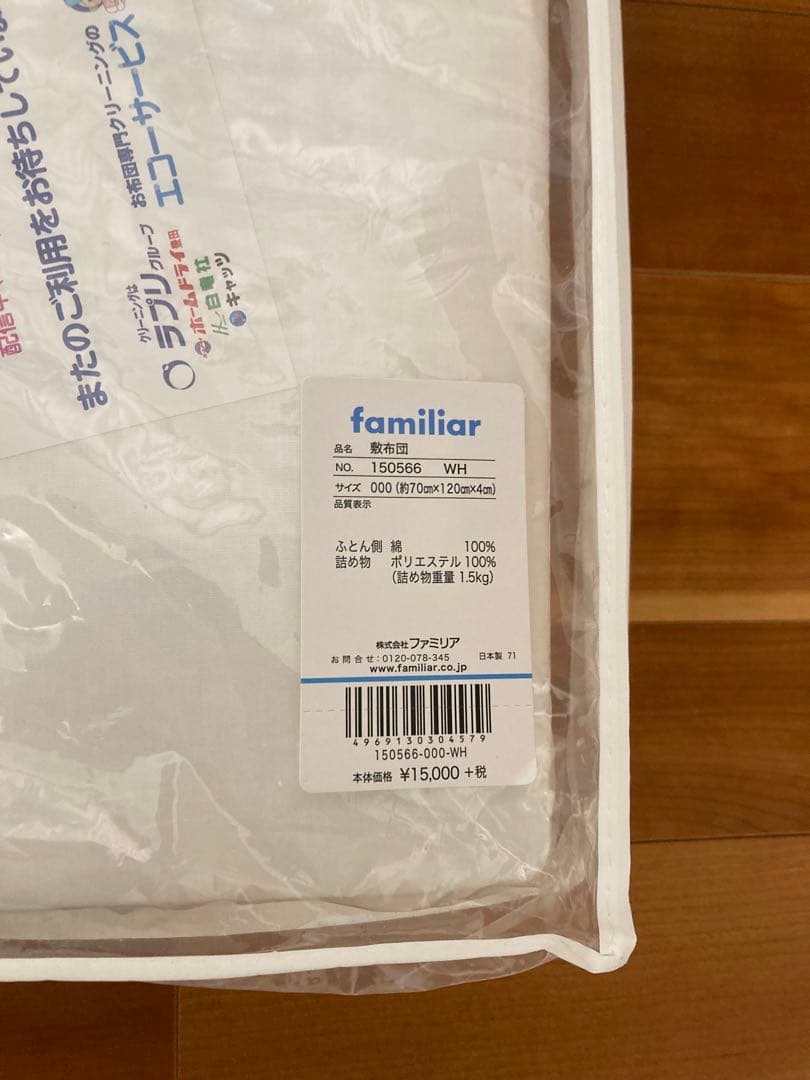 またのご利用をお待ちしていま
お布団専門クリーニングの
エコーサービス
クリーニングは
ラプリグループ
ホームドライ豊田
日竜社
キャッツ
familiar
品名 敷布団
NO. 150566 WH
サイズ 000 (約70cm×120cm×4cm)
品質表示
ふとん側 綿 100%
詰め物 ポリエステル 100%
(詰め物重量 1.5kg)
株式会社ファミリア
お問合せ:0120-078-345 日本製 71
www.familiar.co.jp
4969130304579
150566-000-WH
本体価格 ¥15,000 +税